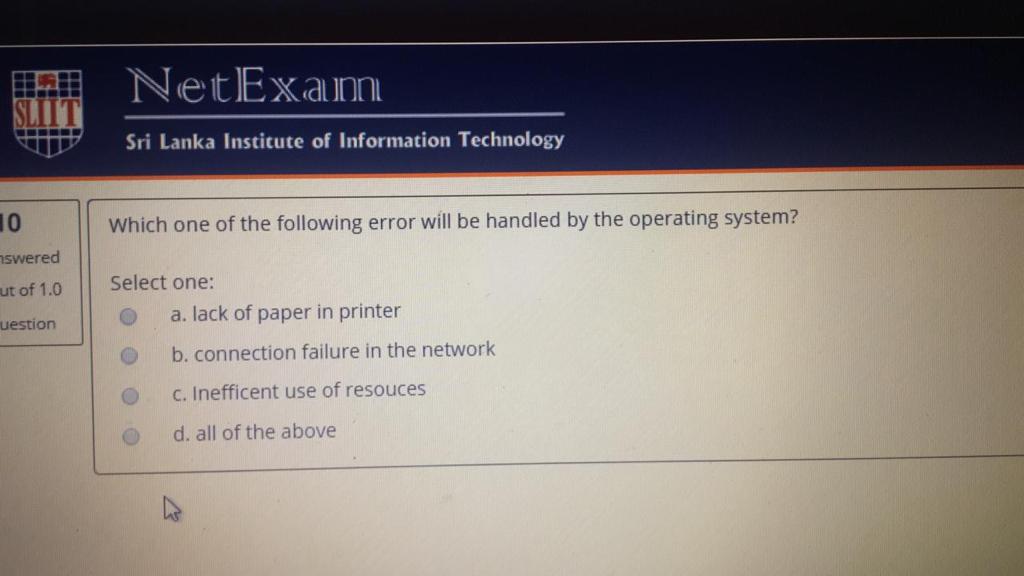 SLIIT
NetExam
Sri Lanka Institute of Information Technology
10
nswered
ut of 1.0
uestion
Which one of the following error will be handled by the operating system?
Select one:
a. lack of paper in printer
b. connection failure in the network
c. Inefficent use of resouces
d. all of the above